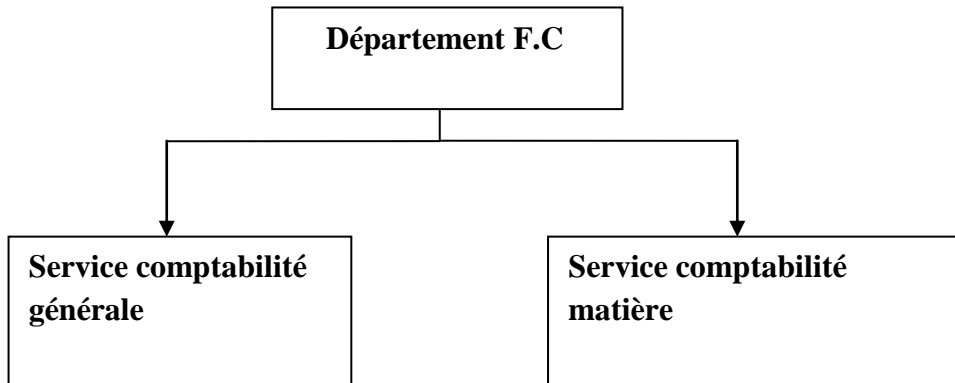 Département F.C
Service comptabilité
générale
Service comptabilité
matière